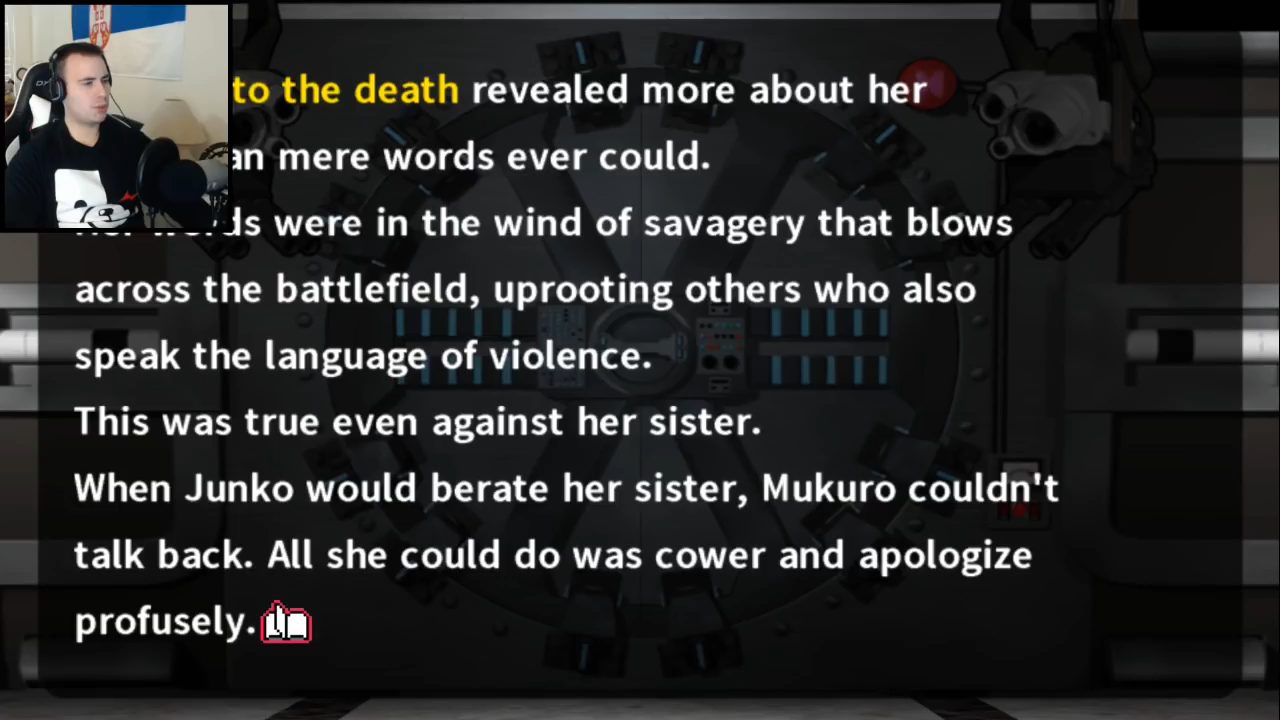 to the death revealed more about her
an mere words ever could.
words were in the wind of savagery that blows
across the battlefield, uprooting others who also
speak the language of violence.
This was true even against her sister.
When Junko would berate her sister, Mukuro couldn't
talk back. All she could do was cower and apologize
profusely.